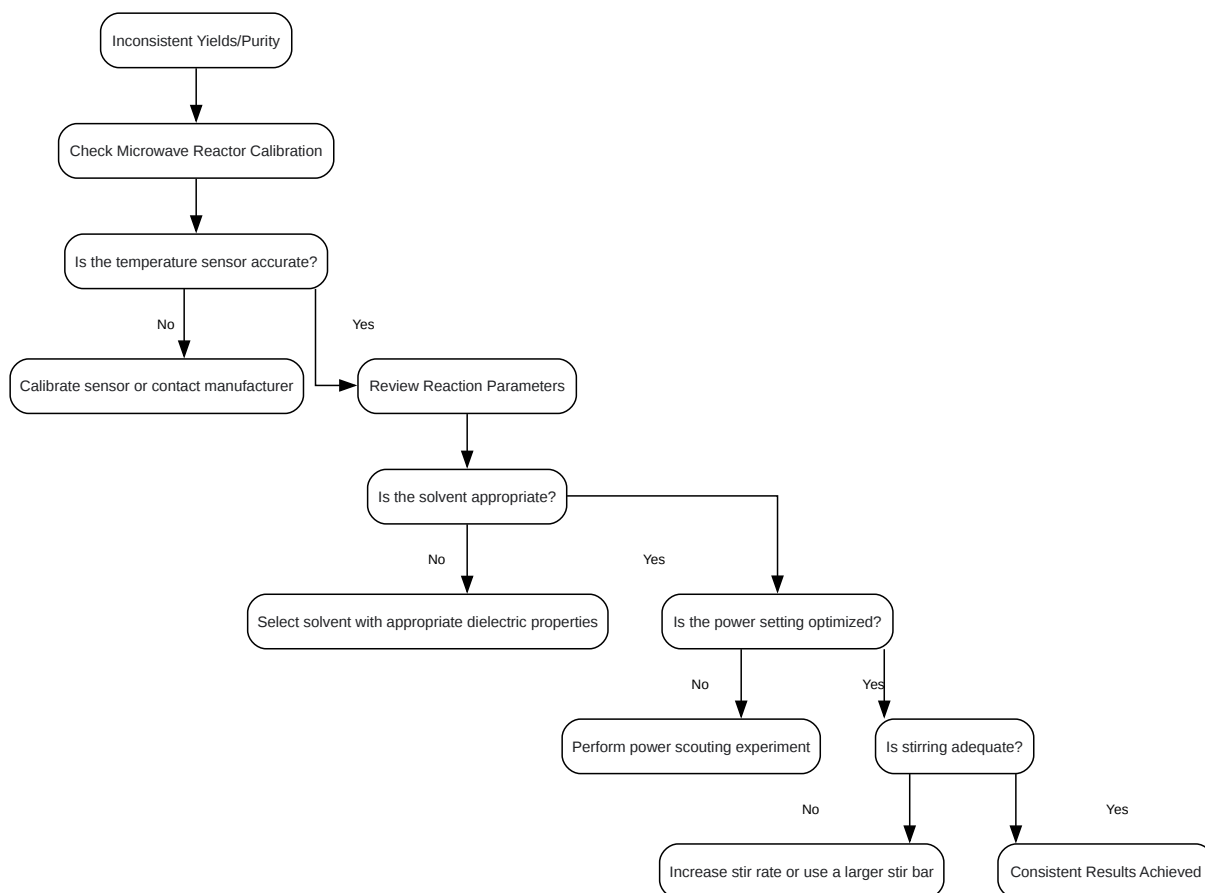 Inconsistent Yields/Purity
Check Microwave Reactor Calibration
Is the temperature sensor accurate?
No
Yes
Calibrate sensor or contact manufacturer
Review Reaction Parameters
Is the solvent appropriate?
No
Yes
Select solvent with appropriate dielectric properties
Is the power setting optimized?
No
Yes
Perform power scouting experiment
Is stirring adequate?
No
Yes
Increase stir rate or use a larger stir bar
Consistent Results Achieved